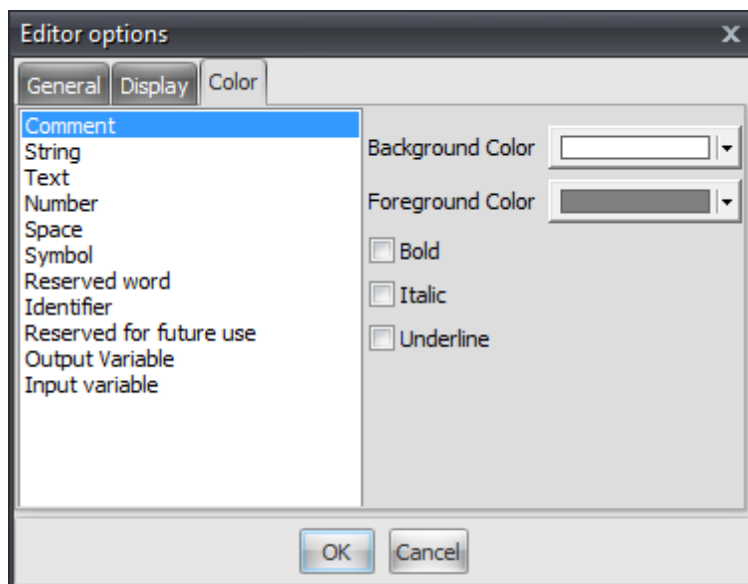 Editor options
General Display Color
Comment
String
Text
Number
Space
Symbol
Reserved word
Identifier
Reserved for future use
Output Variable
Input variable
Background Color
Foreground Color
Bold
Italic
Underline
OK Cancel